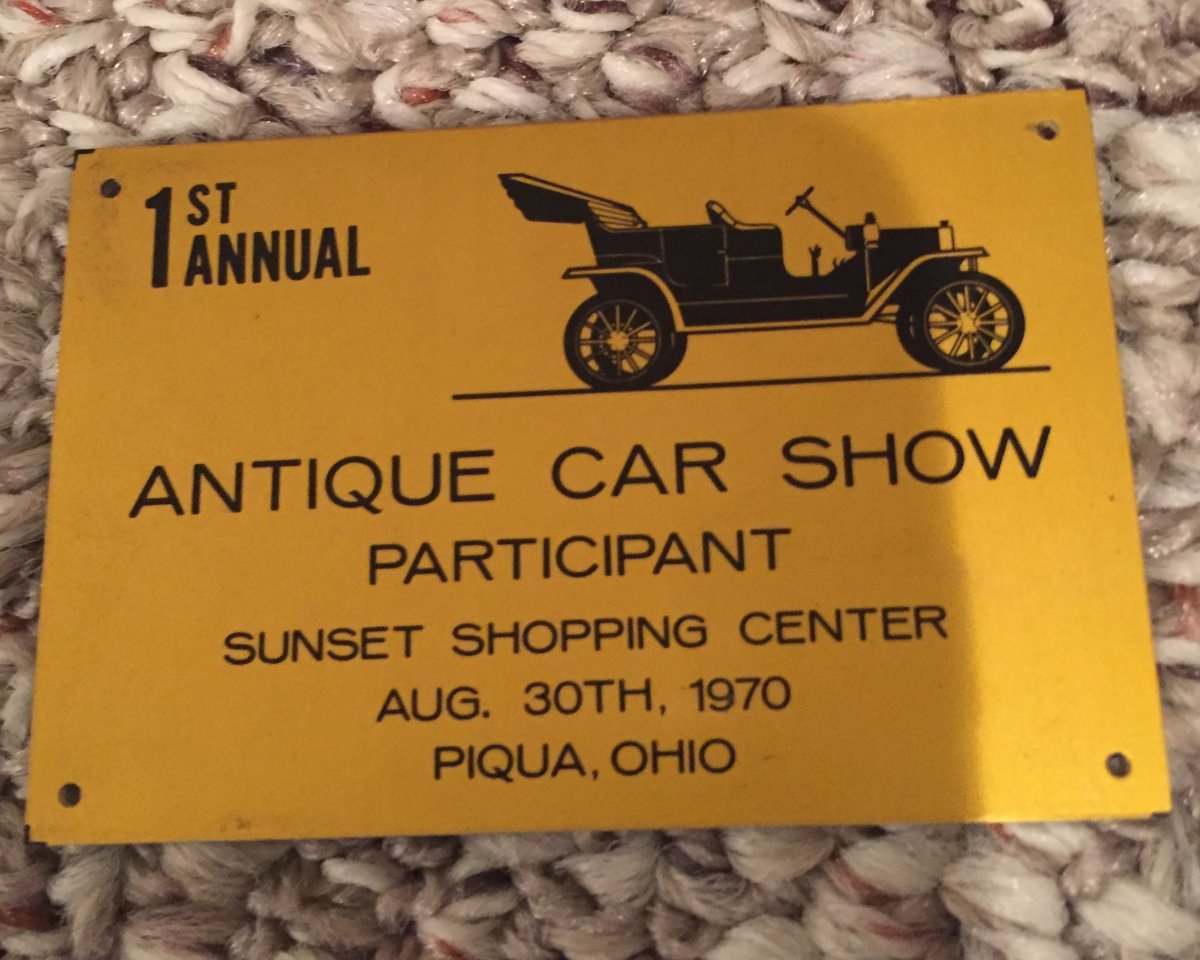 1ST
ANNUAL
ANTIQUE CAR SHOW
PARTICIPANT
SUNSET SHOPPING CENTER
AUG. 30TH, 1970
PIQUA, OHIO